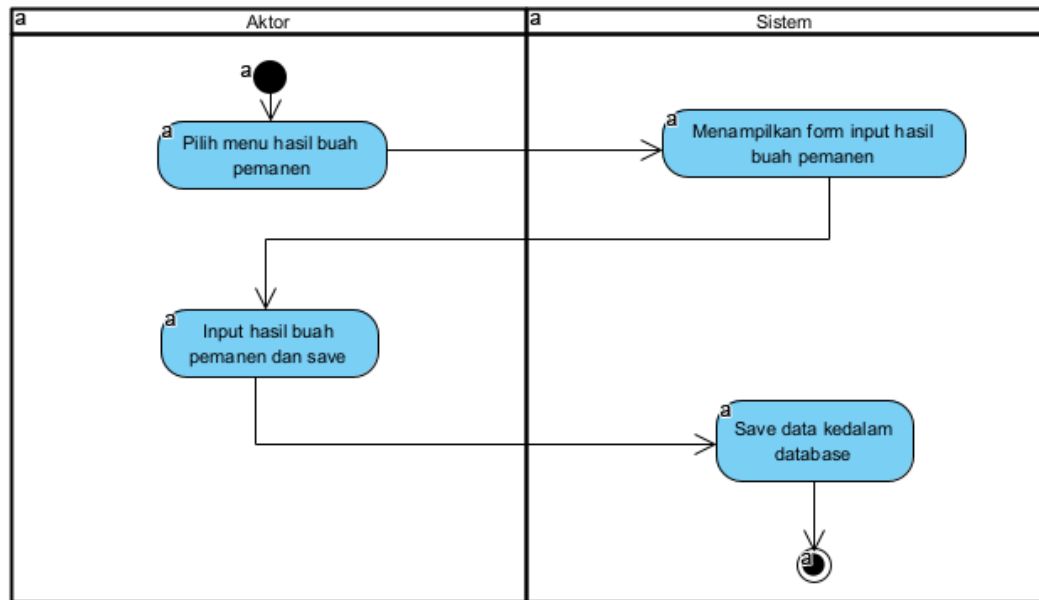 a Aktor
a Sistem
a
a
Pilih menu hasil buah
pemanen
a
Menampilkan form input hasil
buah pemanen
a
Input hasil buah
pemanen dan save
a
Save data kedalam
database
a